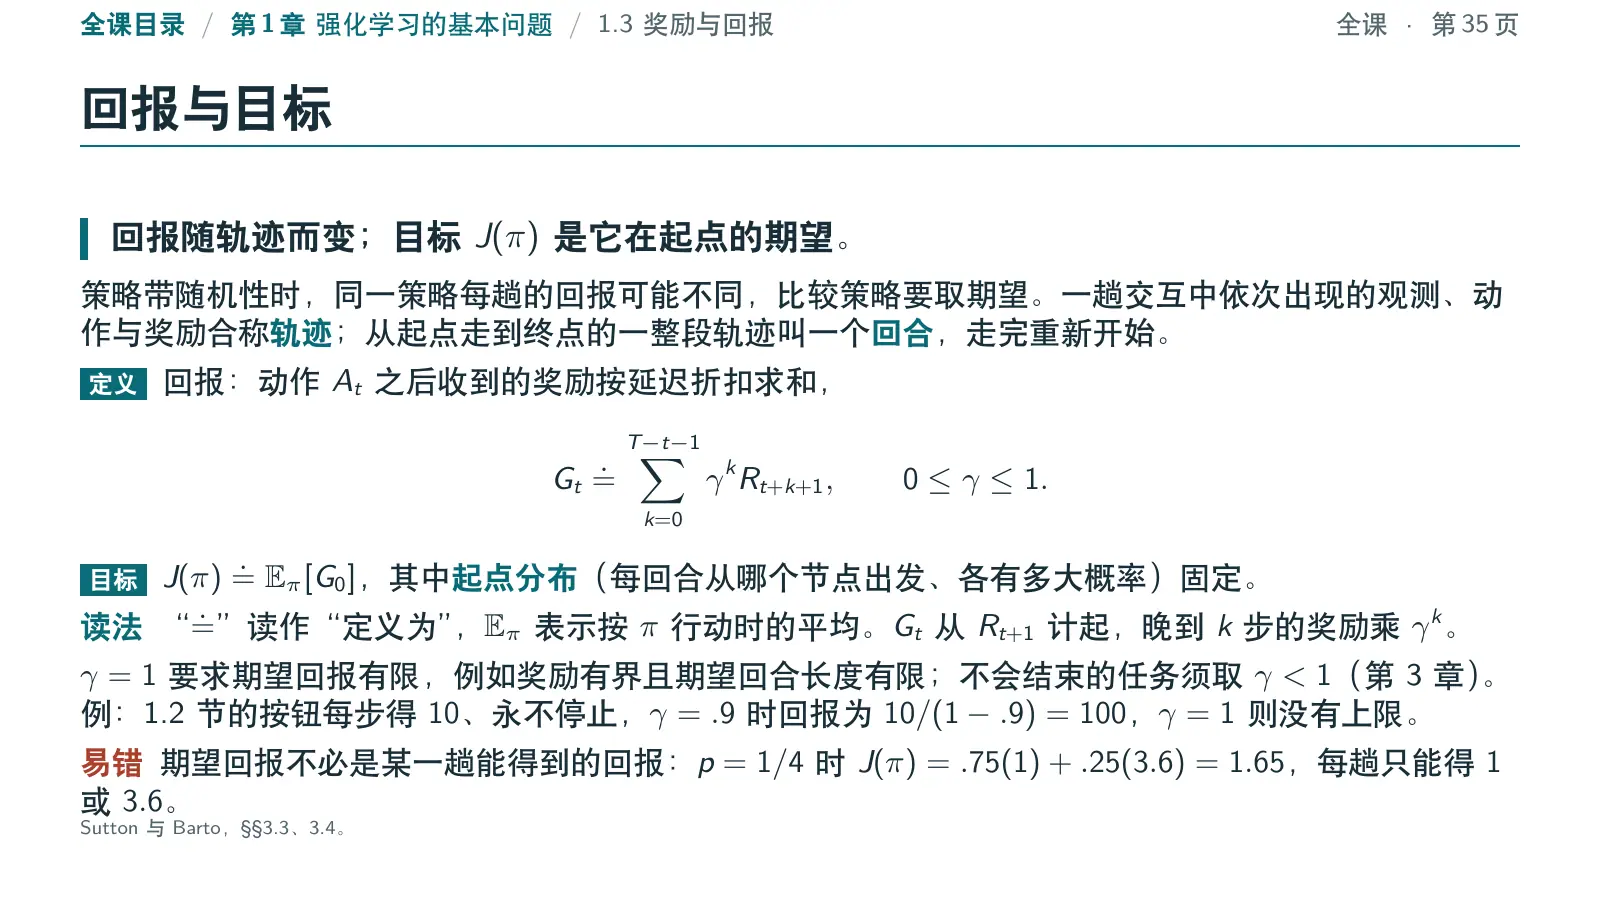 全课目录 / 第 1 章 强化学习的基本问题 / 1.3 奖励与回报
全课 · 第 35 页
回报与目标
回报随轨迹而变；目标 J(π) 是它在起点的期望。
策略带随机性时，同一策略每趟的回报可能不同，比较策略要取期望。一趟交互中依次出现的观测、动
作与奖励合称轨迹；从起点走到终点的一整段轨迹叫一个回合，走完重新开始。
定义 回报：动作 A_t 之后收到的奖励按延迟折扣求和，
G_t ≐ ∑_{k=0}^{T−t−1} γ^k R_{t+k+1}, 0 ≤ γ ≤ 1.
目标 J(π) ≐ 𝔼_π[G_0]，其中起点分布（每回合从哪个节点出发、各有多大概率）固定。
读法 “≐” 读作 “定义为”，𝔼_π 表示按 π 行动时的平均。G_t 从 R_{t+1} 计起，晚到 k 步的奖励乘 γ^k。
γ = 1 要求期望回报有限，例如奖励有界且期望回合长度有限；不会结束的任务须取 γ < 1（第 3 章）。
例：1.2 节的按钮每步得 10、永不停止，γ = .9 时回报为 10/(1 − .9) = 100，γ = 1 则没有上限。
易错 期望回报不必是某一趟能得到的回报：p = 1/4 时 J(π) = .75(1) + .25(3.6) = 1.65，每趟只能得 1
或 3.6。
Sutton 与 Barto，§§3.3、3.4。